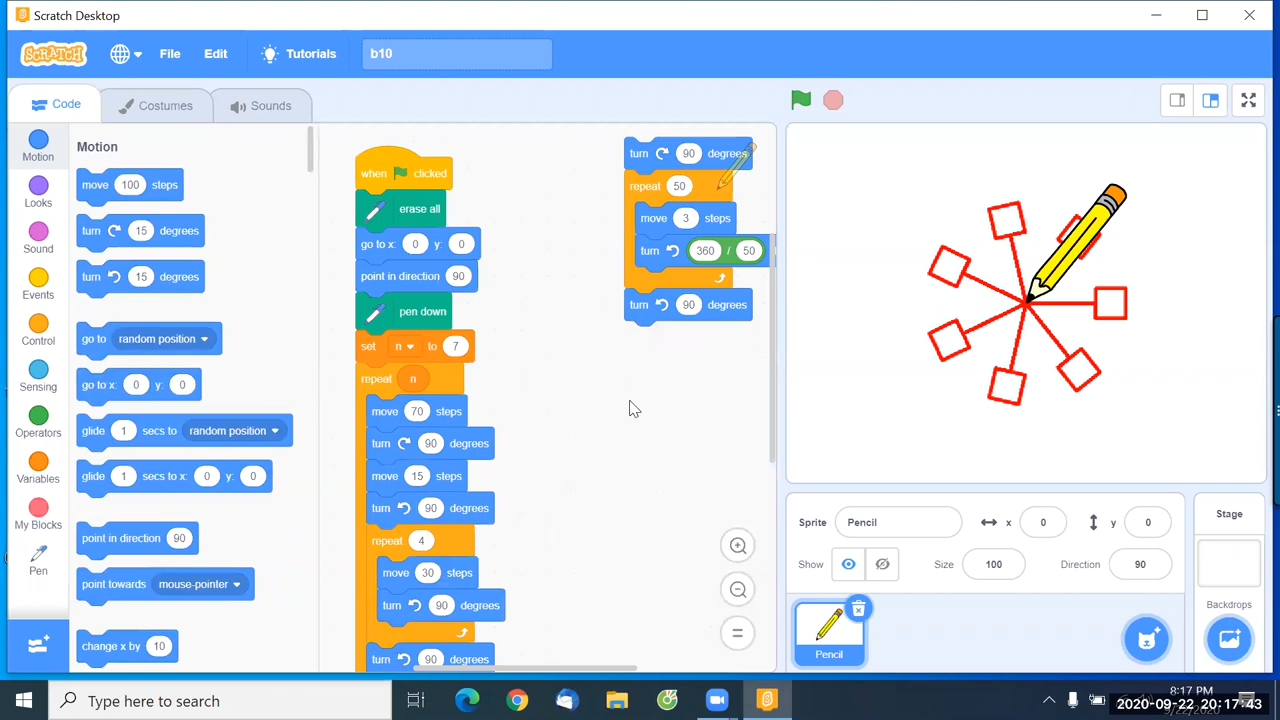 Scratch Desktop
SCRATCH
File
Edit
Tutorials
b10
Code
Costumes
Sounds
Motion
Looks
Sound
Events
Control
Sensing
Operators
Variables
My Blocks
Pen
Motion
move 100 steps
turn 15 degrees
turn 15 degrees
go to random position
go to x: 0 y: 0
glide 1 secs to random position
glide 1 secs to x: 0 y: 0
point in direction 90
point towards mouse-pointer
change x by 10
when clicked
erase all
go to x: 0 y: 0
point in direction 90
pen down
set n to 7
repeat n
move 70 steps
turn 90 degrees
move 15 steps
turn 90 degrees
repeat 4
move 30 steps
turn 90 degrees
turn 90 degrees
turn 90 degrees
repeat 50
move 3 steps
turn 360 / 50
turn 90 degrees
Sprite Pencil x 0 y 0
Show Size 100 Direction 90
Pencil
Stage
Backdrops
Type here to search
8:17 PM
2020-09-22 20:17:43